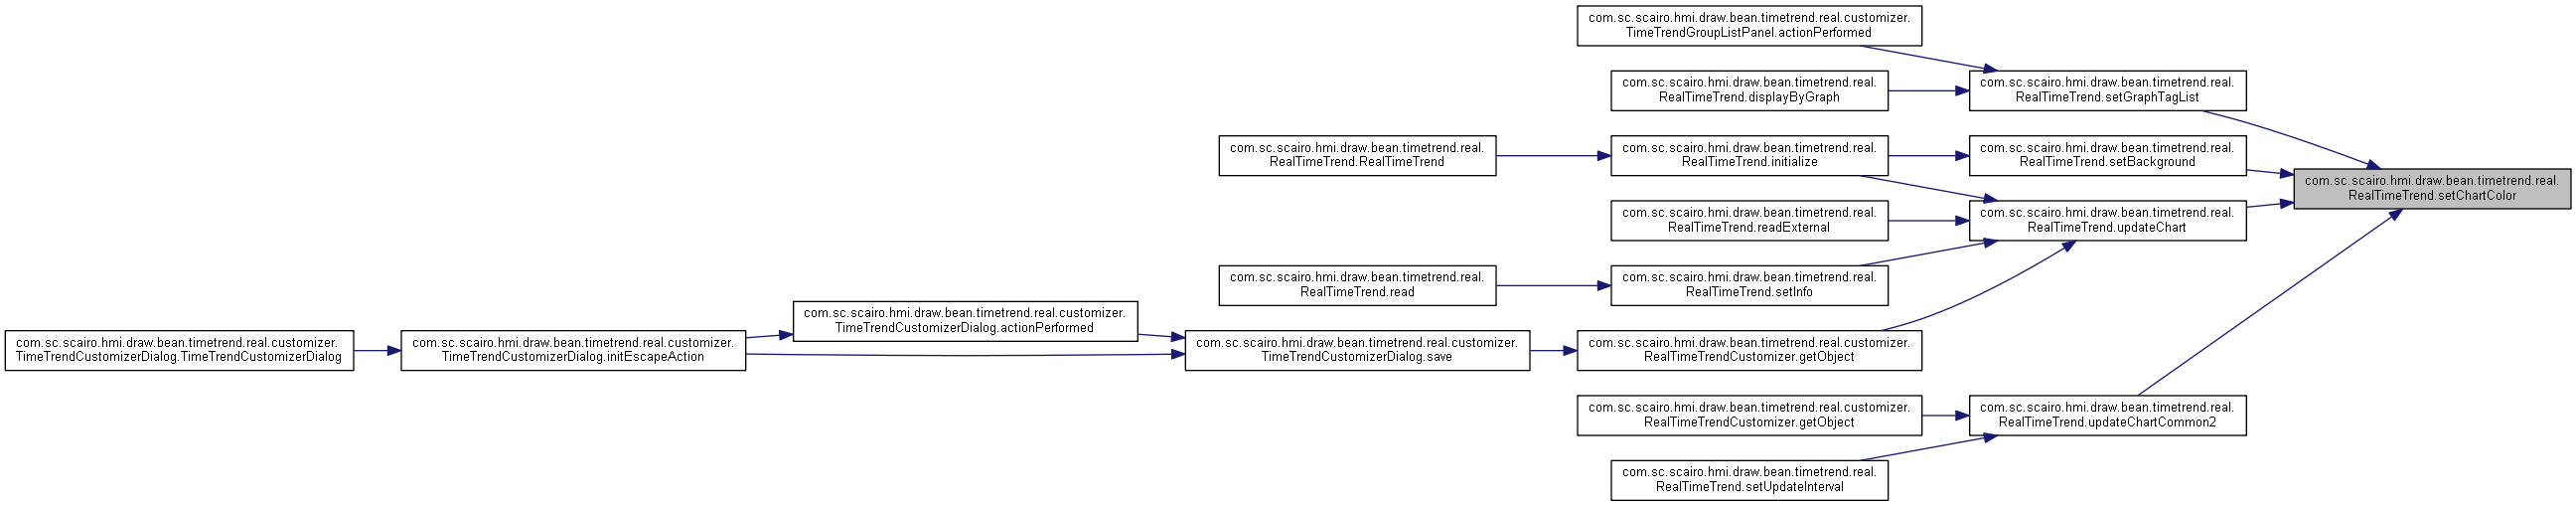 com.sc.scairo.hmi.draw.bean.timetrend.real.customizer.
TimeTrendGroupListPanel.actionPerformed
com.sc.scairo.hmi.draw.bean.timetrend.real.
RealTimeTrend.displayByGraph
com.sc.scairo.hmi.draw.bean.timetrend.real.
RealTimeTrend.setGraphTagList
com.sc.scairo.hmi.draw.bean.timetrend.real.
RealTimeTrend.RealTimeTrend
com.sc.scairo.hmi.draw.bean.timetrend.real.
RealTimeTrend.initialize
com.sc.scairo.hmi.draw.bean.timetrend.real.
RealTimeTrend.setBackground
com.sc.scairo.hmi.draw.bean.timetrend.real.
RealTimeTrend.setChartColor
com.sc.scairo.hmi.draw.bean.timetrend.real.
RealTimeTrend.readExternal
com.sc.scairo.hmi.draw.bean.timetrend.real.
RealTimeTrend.updateChart
com.sc.scairo.hmi.draw.bean.timetrend.real.
RealTimeTrend.read
com.sc.scairo.hmi.draw.bean.timetrend.real.
RealTimeTrend.setInfo
com.sc.scairo.hmi.draw.bean.timetrend.real.customizer.
TimeTrendCustomizerDialog.actionPerformed
com.sc.scairo.hmi.draw.bean.timetrend.real.customizer.
TimeTrendCustomizerDialog.TimeTrendCustomizerDialog
com.sc.scairo.hmi.draw.bean.timetrend.real.customizer.
TimeTrendCustomizerDialog.initEscapeAction
com.sc.scairo.hmi.draw.bean.timetrend.real.customizer.
TimeTrendCustomizerDialog.save
com.sc.scairo.hmi.draw.bean.timetrend.real.customizer.
RealTimeTrendCustomizer.getObject
com.sc.scairo.hmi.draw.bean.timetrend.real.customizer.
RealTimeTrendCustomizer.getObject
com.sc.scairo.hmi.draw.bean.timetrend.real.
RealTimeTrend.updateChartCommon2
com.sc.scairo.hmi.draw.bean.timetrend.real.
RealTimeTrend.setUpdateInterval